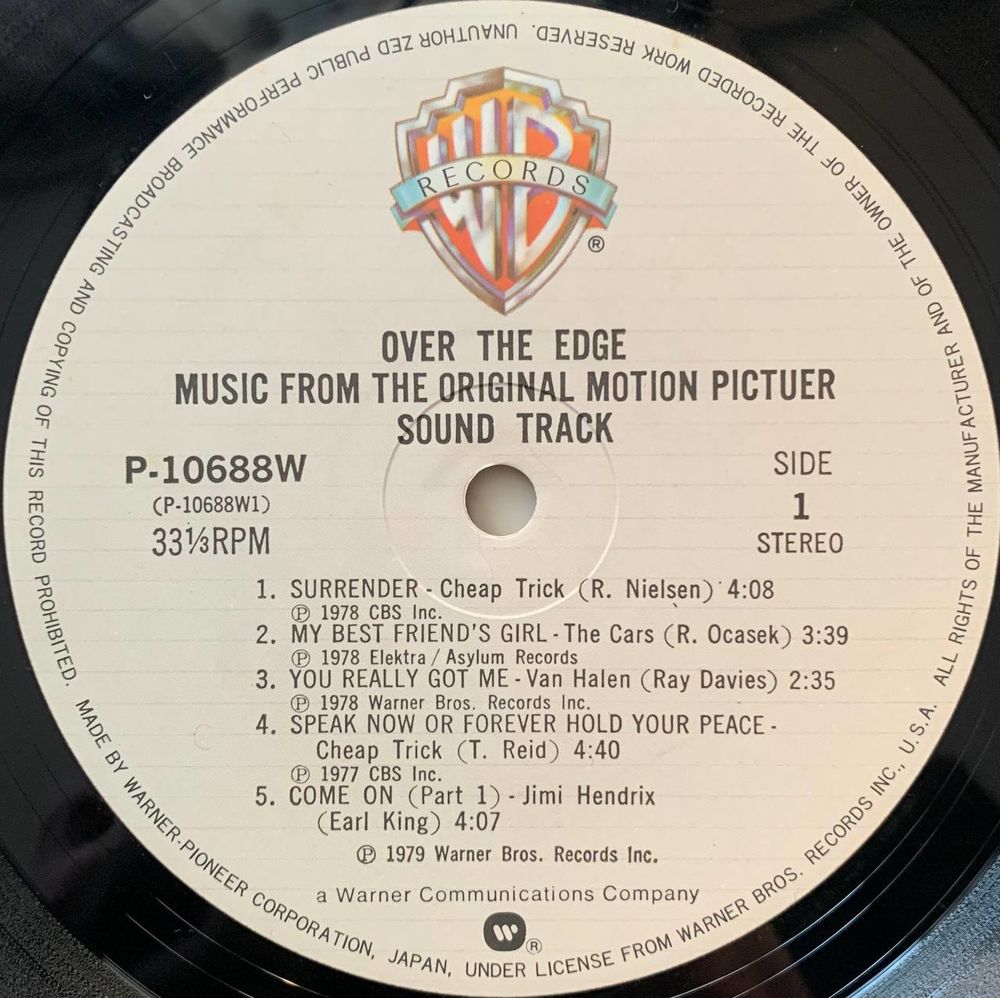 WB
RECORDS
®
OVER THE EDGE
MUSIC FROM THE ORIGINAL MOTION PICTUER
SOUND TRACK
P-10688W
(P-10688W1)
33⅓RPM
SIDE
1
STEREO
1. SURRENDER - Cheap Trick (R. Nielsen) 4:08
Ⓟ 1978 CBS Inc.
2. MY BEST FRIEND'S GIRL - The Cars (R. Ocasek) 3:39
Ⓟ 1978 Elektra / Asylum Records
3. YOU REALLY GOT ME - Van Halen (Ray Davies) 2:35
Ⓟ 1978 Warner Bros. Records Inc.
4. SPEAK NOW OR FOREVER HOLD YOUR PEACE -
Cheap Trick (T. Reid) 4:40
Ⓟ 1977 CBS Inc.
5. COME ON (Part 1) - Jimi Hendrix
(Earl King) 4:07
Ⓟ 1979 Warner Bros. Records Inc.
a Warner Communications Company
W®
MADE BY WARNER-PIONEER CORPORATION, JAPAN, UNDER LICENSE FROM WARNER BROS. RECORDS INC., U.S.A. ALL RIGHTS OF THE MANUFACTURER AND OF THE OWNER OF THE RECORDED WORK RESERVED. UNAUTHOR ZED PUBLIC PERFORMANCE BROADCASTING AND COPYING OF THIS RECORD PROHIBITED.